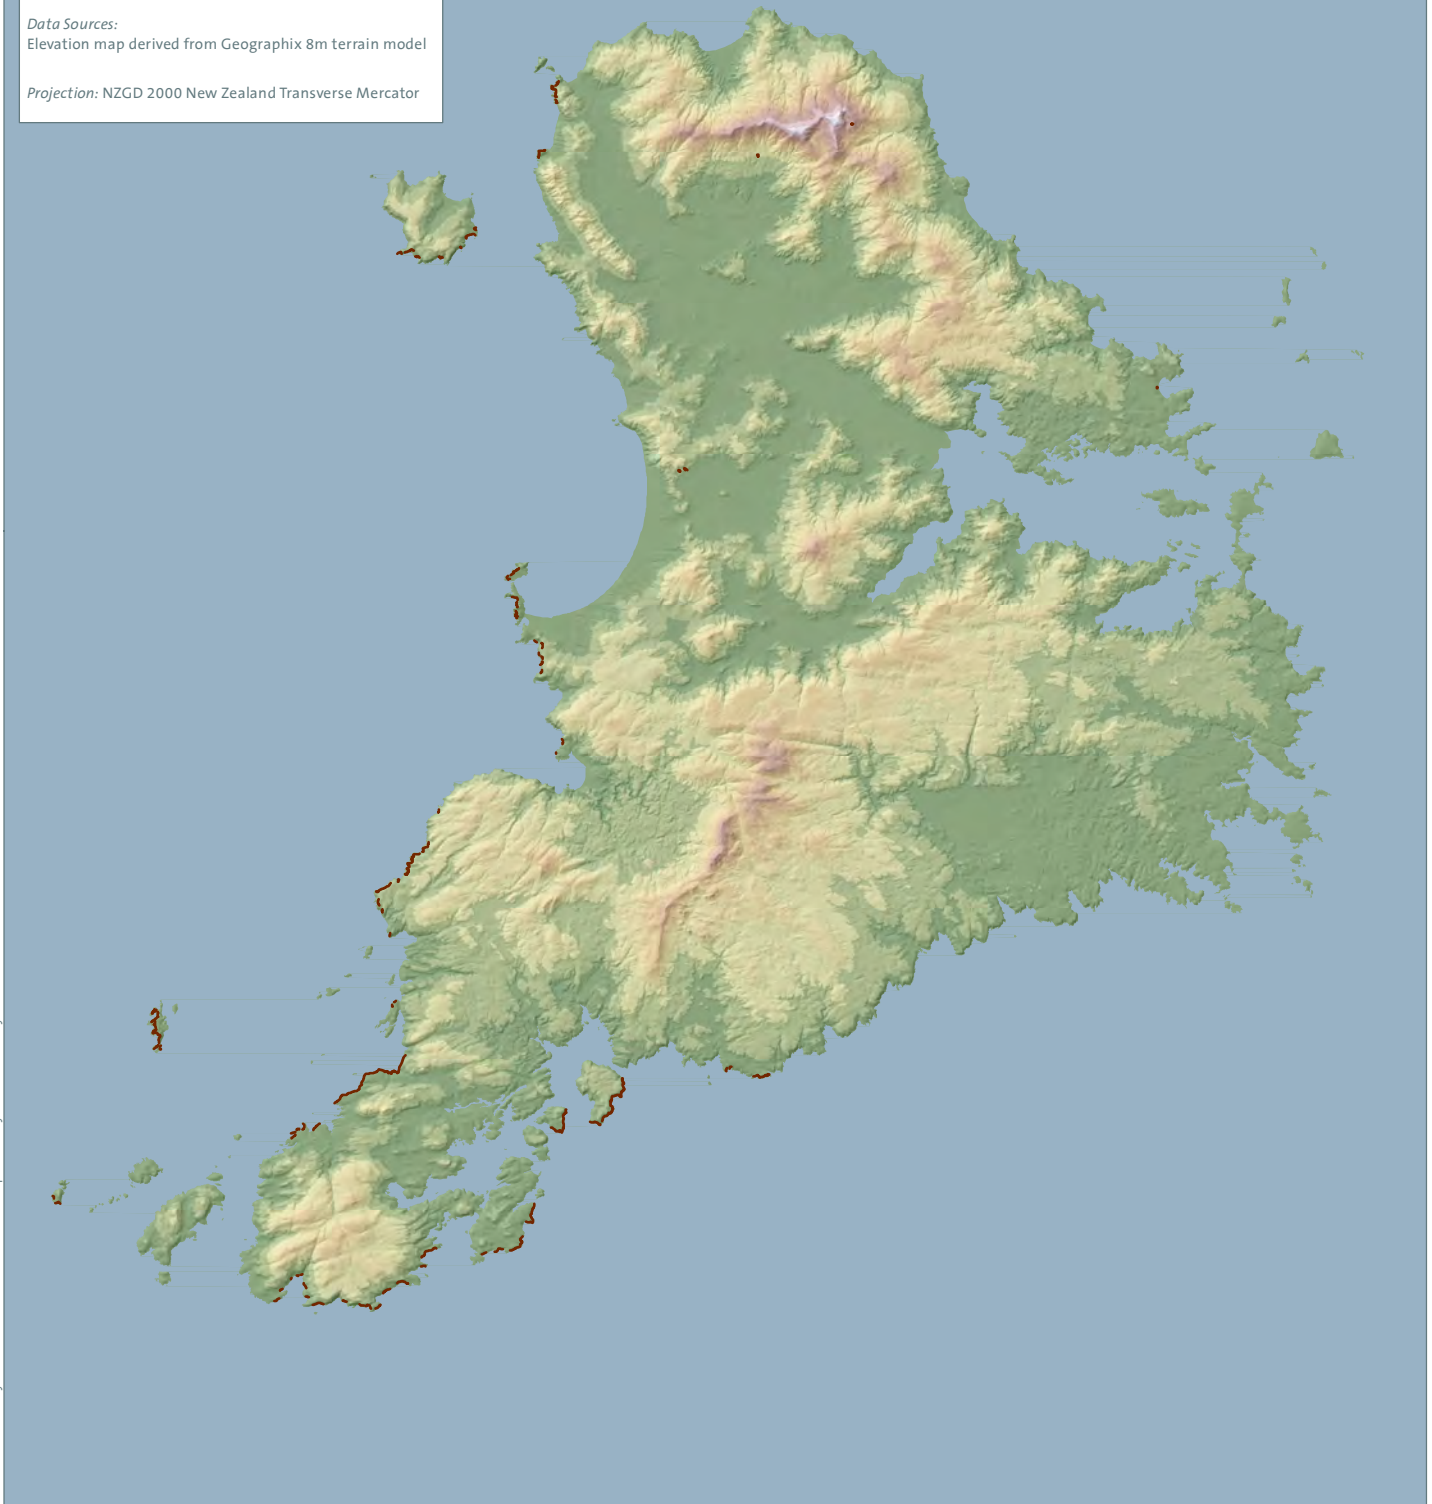 Data Sources:
Elevation map derived from Geographix 8m terrain model
Projection: NZGD 2000 New Zealand Transverse Mercator